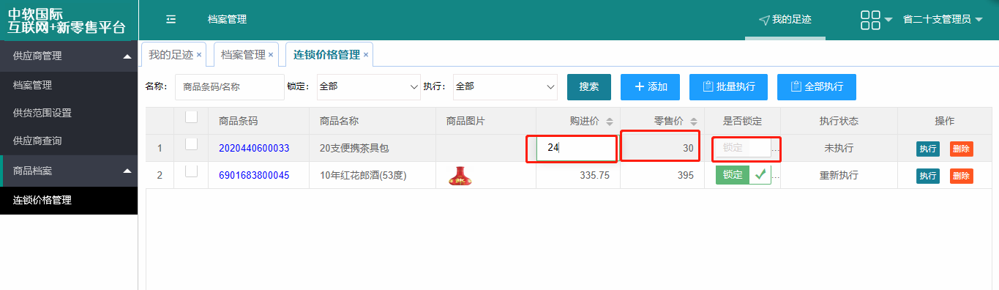 中软国际
互联网+新零售平台
档案管理
我的足迹
省二十支管理员
供应商管理
档案管理
供货范围设置
供应商查询
商品档案
连锁价格管理
我的足迹 ×
档案管理 ×
连锁价格管理 ×
名称: 商品条码/名称 锁定: 全部 执行: 全部 搜索 添加 批量执行 全部执行
商品条码 商品名称 商品图片 购进价 零售价 是否锁定 执行状态 操作
1 2020440600033 20支便携茶具包 24 30 锁定 ... 未执行 执行 删除
2 6901683800045 10年红花郎酒(53度) 335.75 395 锁定 ... 重新执行 执行 删除